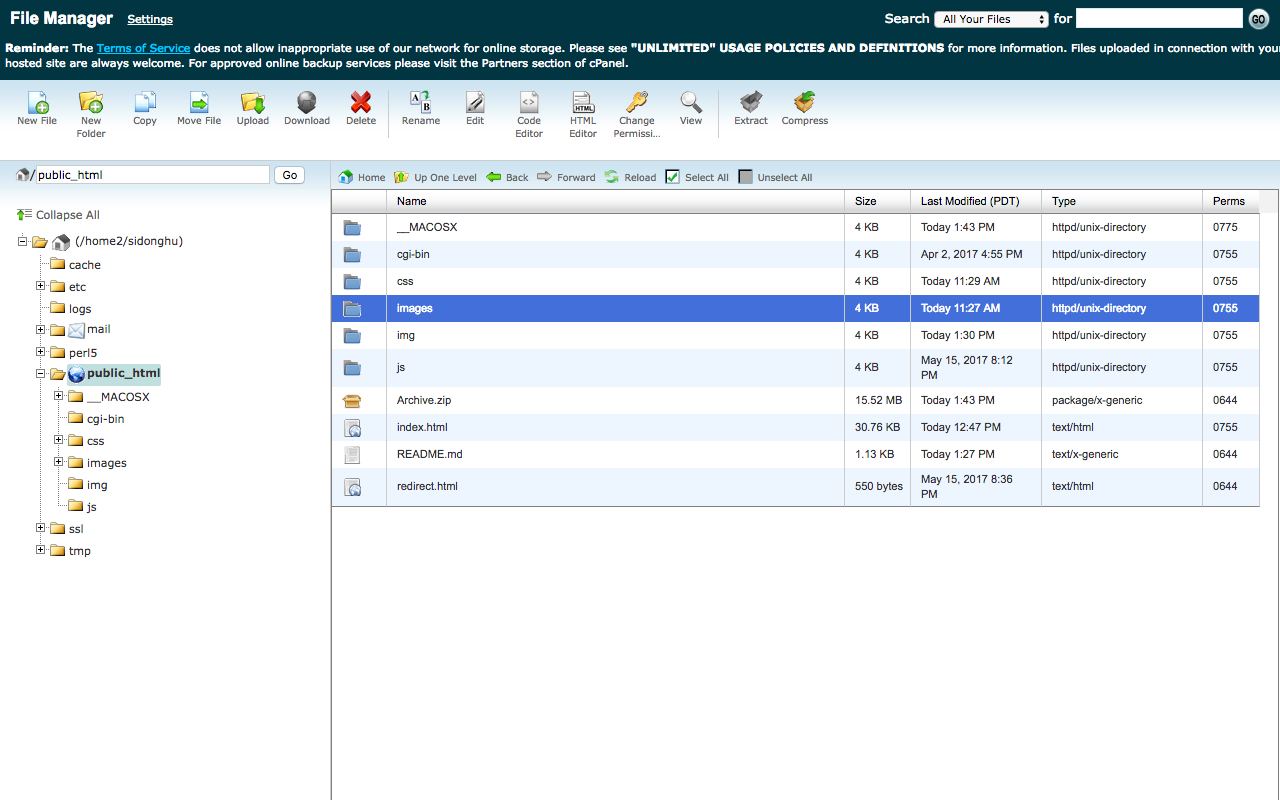 File Manager Settings Search All Your Files for GO
Reminder: The Terms of Service does not allow inappropriate use of our network for online storage. Please see "UNLIMITED" USAGE POLICIES AND DEFINITIONS for more information. Files uploaded in connection with your
hosted site are always welcome. For approved online backup services please visit the Partners section of cPanel.
New File New Folder Copy Move File Upload Download Delete Rename Edit Code Editor HTML Editor Change Permissi... View Extract Compress
/ public_html Go
Home Up One Level Back Forward Reload Select All Unselect All
Collapse All
(/home2/sidonghu)
cache
etc
logs
mail
perl5
public_html
__MACOSX
cgi-bin
css
images
img
js
ssl
tmp
Name Size Last Modified (PDT) Type Perms
__MACOSX 4 KB Today 1:43 PM httpd/unix-directory 0775
cgi-bin 4 KB Apr 2, 2017 4:55 PM httpd/unix-directory 0755
css 4 KB Today 11:29 AM httpd/unix-directory 0755
images 4 KB Today 11:27 AM httpd/unix-directory 0755
img 4 KB Today 1:30 PM httpd/unix-directory 0755
js 4 KB May 15, 2017 8:12 PM httpd/unix-directory 0755
Archive.zip 15.52 MB Today 1:43 PM package/x-generic 0644
index.html 30.76 KB Today 12:47 PM text/html 0755
README.md 1.13 KB Today 1:27 PM text/x-generic 0644
redirect.html 550 bytes May 15, 2017 8:36 PM text/html 0644